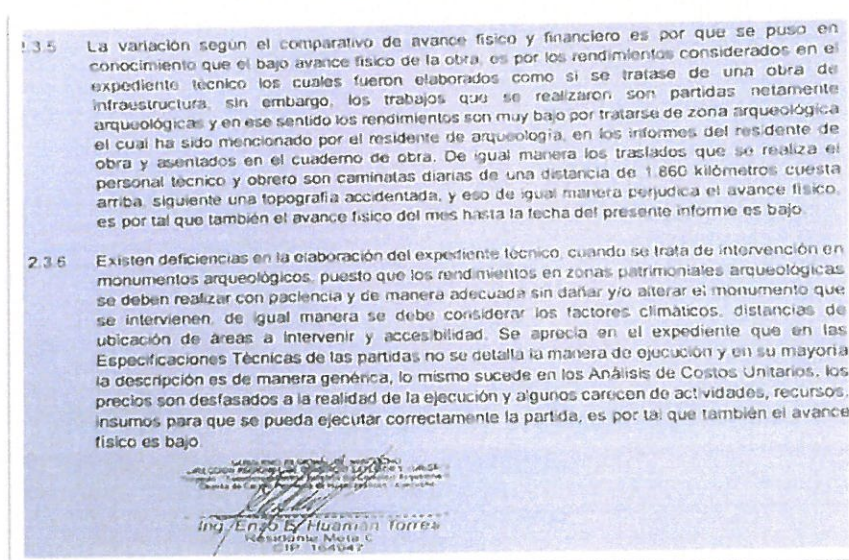 2.3.5 La variación según el comparativo de avance fisico y financiero es por que se puso en
conocimiento que el bajo avance fisico de la obra, es por los rendimientos considerados en el
expediente técnico los cuales fueron elaborados como si se tratase de una obra de
infraestructura, sin embargo, los trabajos que se realizaron son partidas netamente
arqueológicas y en ese sentido los rendimientos son muy bajo por tratarse de zona arqueológica
el cual ha sido mencionado por el residente de arqueología, en los informes del residente de
obra y asentados en el cuaderno de obra. De igual manera los traslados que se realiza el
personal técnico y obrero son caminatas diarias de una distancia de 1.860 kilómetros cuesta
arriba, siguiente una topografía accidentada, y eso de igual manera perjudica el avance físico,
es por tal que también el avance fisico del mes hasta la fecha del presente informe es bajo.
2.3.6 Existen deficiencias en la elaboración del expediente técnico, cuando se trata de intervención en
monumentos arqueológicos, puesto que los rendimientos en zonas patrimoniales arqueológicas
se deben realizar con paciencia y de manera adecuada sin dañar y/o alterar el monumento que
se intervienen, de igual manera se debe considerar los factores climáticos, distancias de
ubicación de áreas a intervenir y accesibilidad. Se aprecia en el expediente que en las
Especificaciones Técnicas de las partidas no se detalla la manera de ejecución y en su mayoría
la descripción es de manera genérica, lo mismo sucede en los Análisis de Costos Unitarios, los
precios son desfasados a la realidad de la ejecución y algunos carecen de actividades, recursos,
insumos para que se pueda ejecutar correctamente la partida, es por tal que también el avance
físico es bajo.
Ing. Enzo E. Huamán Torres
Residente Meta C
CIP 164047